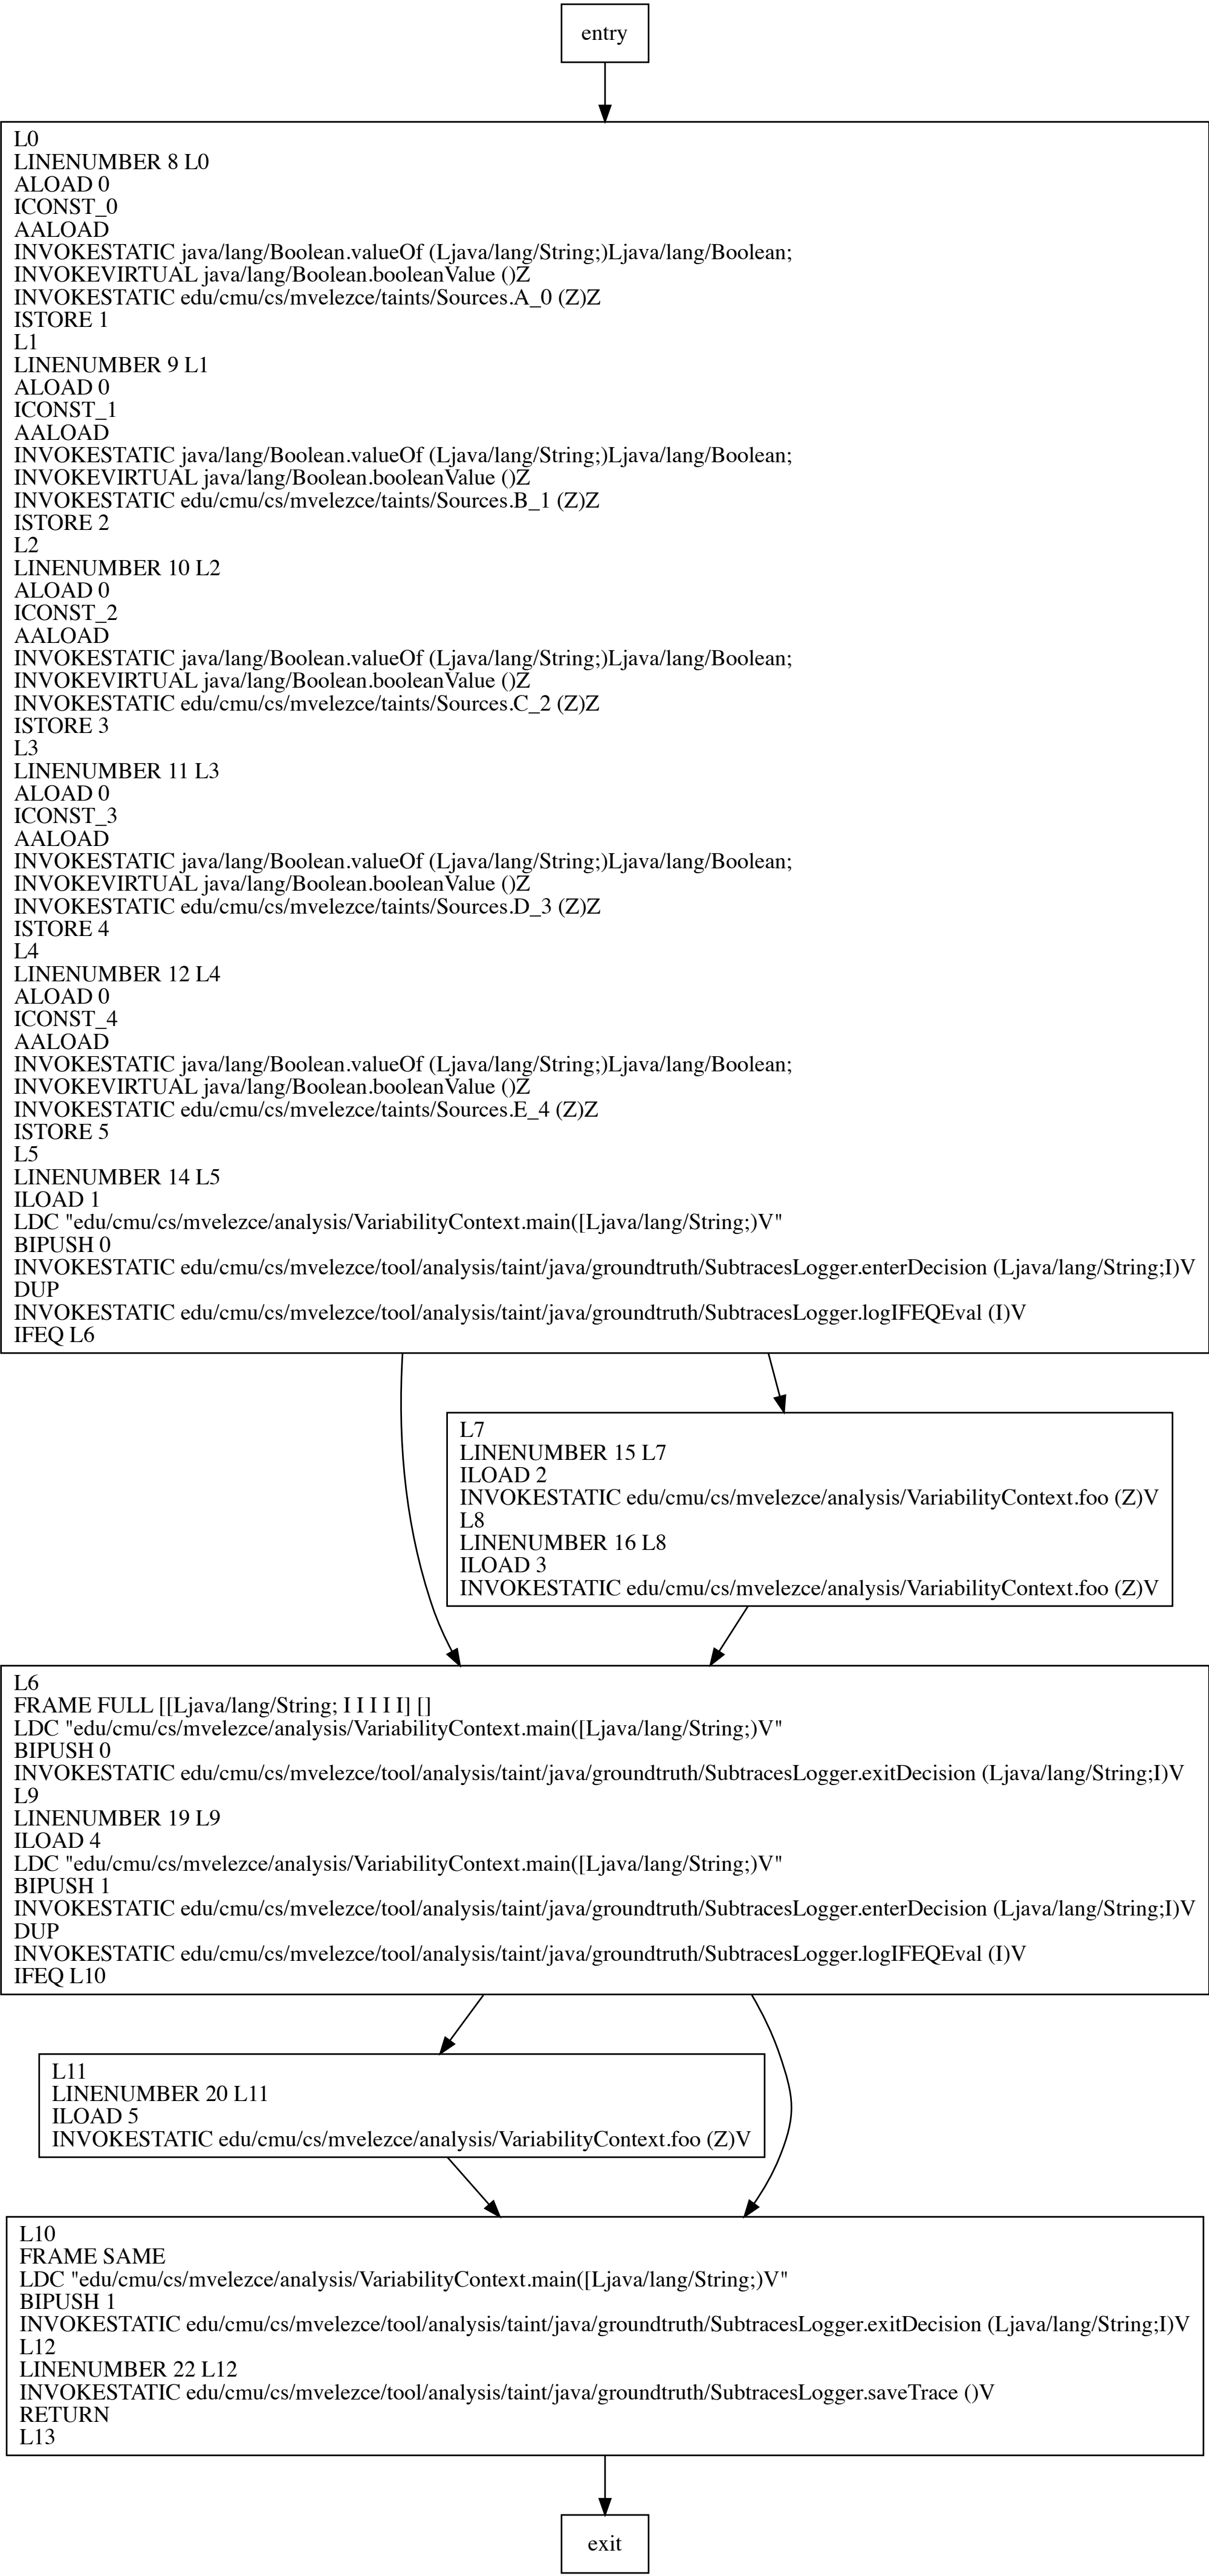 entry
L0
LINENUMBER 8 L0
ALOAD 0
ICONST_0
AALOAD
INVOKESTATIC java/lang/Boolean.valueOf (Ljava/lang/String;)Ljava/lang/Boolean;
INVOKEVIRTUAL java/lang/Boolean.booleanValue ()Z
INVOKESTATIC edu/cmu/cs/mvelezce/taints/Sources.A_0 (Z)Z
ISTORE 1
L1
LINENUMBER 9 L1
ALOAD 0
ICONST_1
AALOAD
INVOKESTATIC java/lang/Boolean.valueOf (Ljava/lang/String;)Ljava/lang/Boolean;
INVOKEVIRTUAL java/lang/Boolean.booleanValue ()Z
INVOKESTATIC edu/cmu/cs/mvelezce/taints/Sources.B_1 (Z)Z
ISTORE 2
L2
LINENUMBER 10 L2
ALOAD 0
ICONST_2
AALOAD
INVOKESTATIC java/lang/Boolean.valueOf (Ljava/lang/String;)Ljava/lang/Boolean;
INVOKEVIRTUAL java/lang/Boolean.booleanValue ()Z
INVOKESTATIC edu/cmu/cs/mvelezce/taints/Sources.C_2 (Z)Z
ISTORE 3
L3
LINENUMBER 11 L3
ALOAD 0
ICONST_3
AALOAD
INVOKESTATIC java/lang/Boolean.valueOf (Ljava/lang/String;)Ljava/lang/Boolean;
INVOKEVIRTUAL java/lang/Boolean.booleanValue ()Z
INVOKESTATIC edu/cmu/cs/mvelezce/taints/Sources.D_3 (Z)Z
ISTORE 4
L4
LINENUMBER 12 L4
ALOAD 0
ICONST_4
AALOAD
INVOKESTATIC java/lang/Boolean.valueOf (Ljava/lang/String;)Ljava/lang/Boolean;
INVOKEVIRTUAL java/lang/Boolean.booleanValue ()Z
INVOKESTATIC edu/cmu/cs/mvelezce/taints/Sources.E_4 (Z)Z
ISTORE 5
L5
LINENUMBER 14 L5
ILOAD 1
LDC "edu/cmu/cs/mvelezce/analysis/VariabilityContext.main([Ljava/lang/String;)V"
BIPUSH 0
INVOKESTATIC edu/cmu/cs/mvelezce/tool/analysis/taint/java/groundtruth/SubtracesLogger.enterDecision (Ljava/lang/String;I)V
DUP
INVOKESTATIC edu/cmu/cs/mvelezce/tool/analysis/taint/java/groundtruth/SubtracesLogger.logIFEQEval (I)V
IFEQ L6
L7
LINENUMBER 15 L7
ILOAD 2
INVOKESTATIC edu/cmu/cs/mvelezce/analysis/VariabilityContext.foo (Z)V
L8
LINENUMBER 16 L8
ILOAD 3
INVOKESTATIC edu/cmu/cs/mvelezce/analysis/VariabilityContext.foo (Z)V
L6
FRAME FULL [[Ljava/lang/String; I I I I I] []
LDC "edu/cmu/cs/mvelezce/analysis/VariabilityContext.main([Ljava/lang/String;)V"
BIPUSH 0
INVOKESTATIC edu/cmu/cs/mvelezce/tool/analysis/taint/java/groundtruth/SubtracesLogger.exitDecision (Ljava/lang/String;I)V
L9
LINENUMBER 19 L9
ILOAD 4
LDC "edu/cmu/cs/mvelezce/analysis/VariabilityContext.main([Ljava/lang/String;)V"
BIPUSH 1
INVOKESTATIC edu/cmu/cs/mvelezce/tool/analysis/taint/java/groundtruth/SubtracesLogger.enterDecision (Ljava/lang/String;I)V
DUP
INVOKESTATIC edu/cmu/cs/mvelezce/tool/analysis/taint/java/groundtruth/SubtracesLogger.logIFEQEval (I)V
IFEQ L10
L11
LINENUMBER 20 L11
ILOAD 5
INVOKESTATIC edu/cmu/cs/mvelezce/analysis/VariabilityContext.foo (Z)V
L10
FRAME SAME
LDC "edu/cmu/cs/mvelezce/analysis/VariabilityContext.main([Ljava/lang/String;)V"
BIPUSH 1
INVOKESTATIC edu/cmu/cs/mvelezce/tool/analysis/taint/java/groundtruth/SubtracesLogger.exitDecision (Ljava/lang/String;I)V
L12
LINENUMBER 22 L12
INVOKESTATIC edu/cmu/cs/mvelezce/tool/analysis/taint/java/groundtruth/SubtracesLogger.saveTrace ()V
RETURN
L13
exit